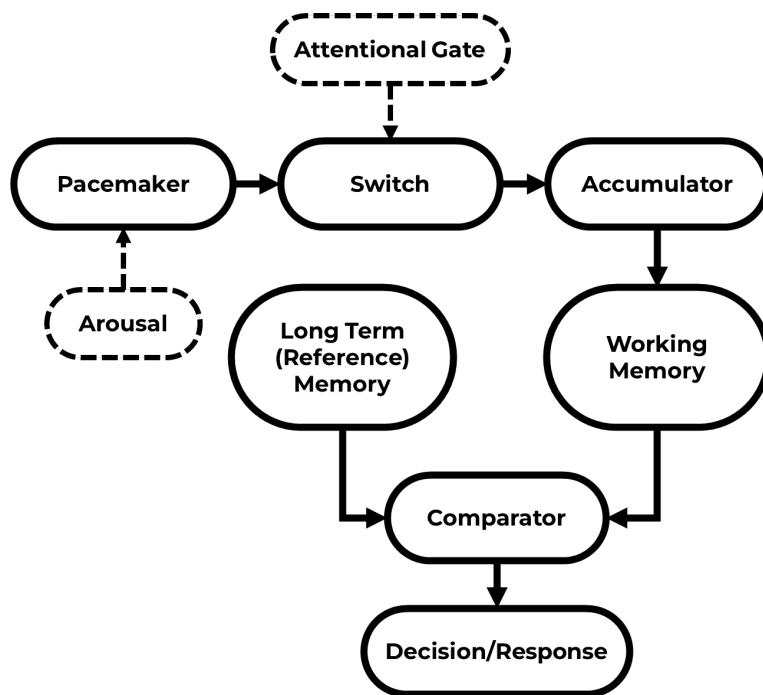 Attentional Gate
Pacemaker
Switch
Accumulator
Arousal
Long Term
(Reference)
Memory
Working
Memory
Comparator
Decision/Response